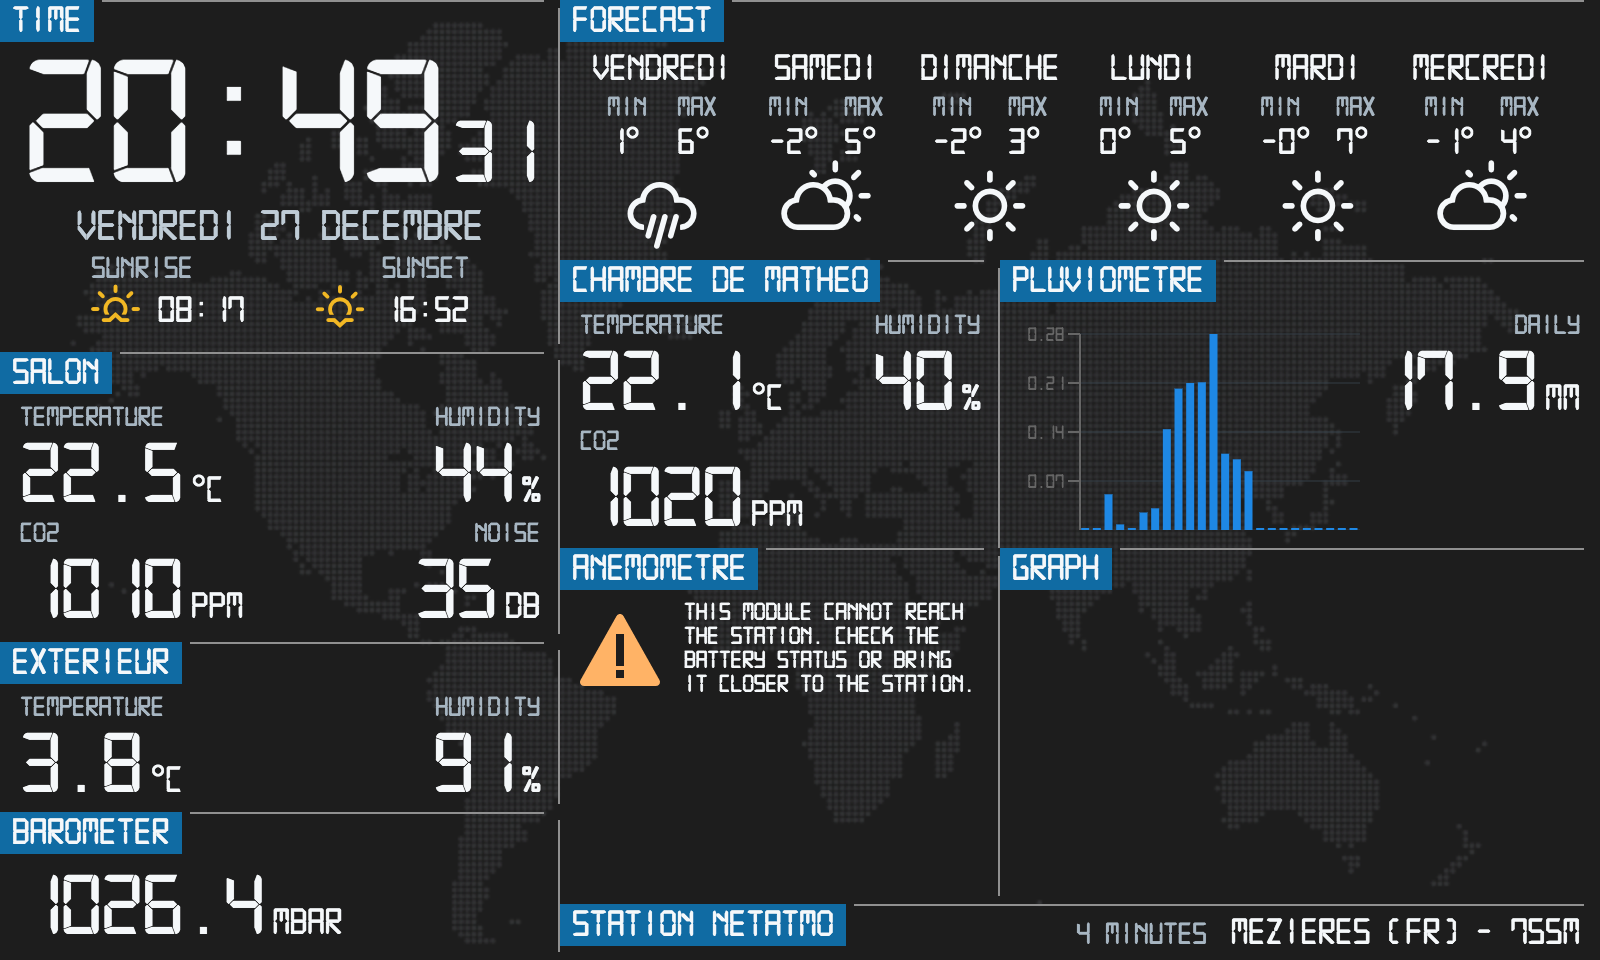 TIME
20:49 31
VENDREDI 27 DECEMBRE
SUNRISE SUNSET
08:17 16:52
FORECAST
VENDREDI SAMEDI DIMANCHE LUNDI MARDI MERCREDI
MIN MAX MIN MAX MIN MAX MIN MAX MIN MAX MIN MAX
1° 6° -2° 5° -2° 3° 0° 5° -0° 7° -1° 4°
SALON
TEMPERATURE HUMIDITY
22.5°C 44%
CO2 NOISE
1010 PPM 35 DB
EXTERIEUR
TEMPERATURE HUMIDITY
3.8°C 91%
BAROMETER
1026.4 MBAR
CHAMBRE DE MATHEO
TEMPERATURE HUMIDITY
22.1°C 40%
CO2
1020 PPM
PLUVIOMETRE
DAILY
17.9 MM
0.28
0.21
0.14
0.07
ANEMOMETRE
THIS MODULE CANNOT REACH
THE STATION. CHECK THE
BATTERY STATUS OR BRING
IT CLOSER TO THE STATION.
GRAPH
STATION NETATMO
4 MINUTES MEZIERES (FR) - 755M